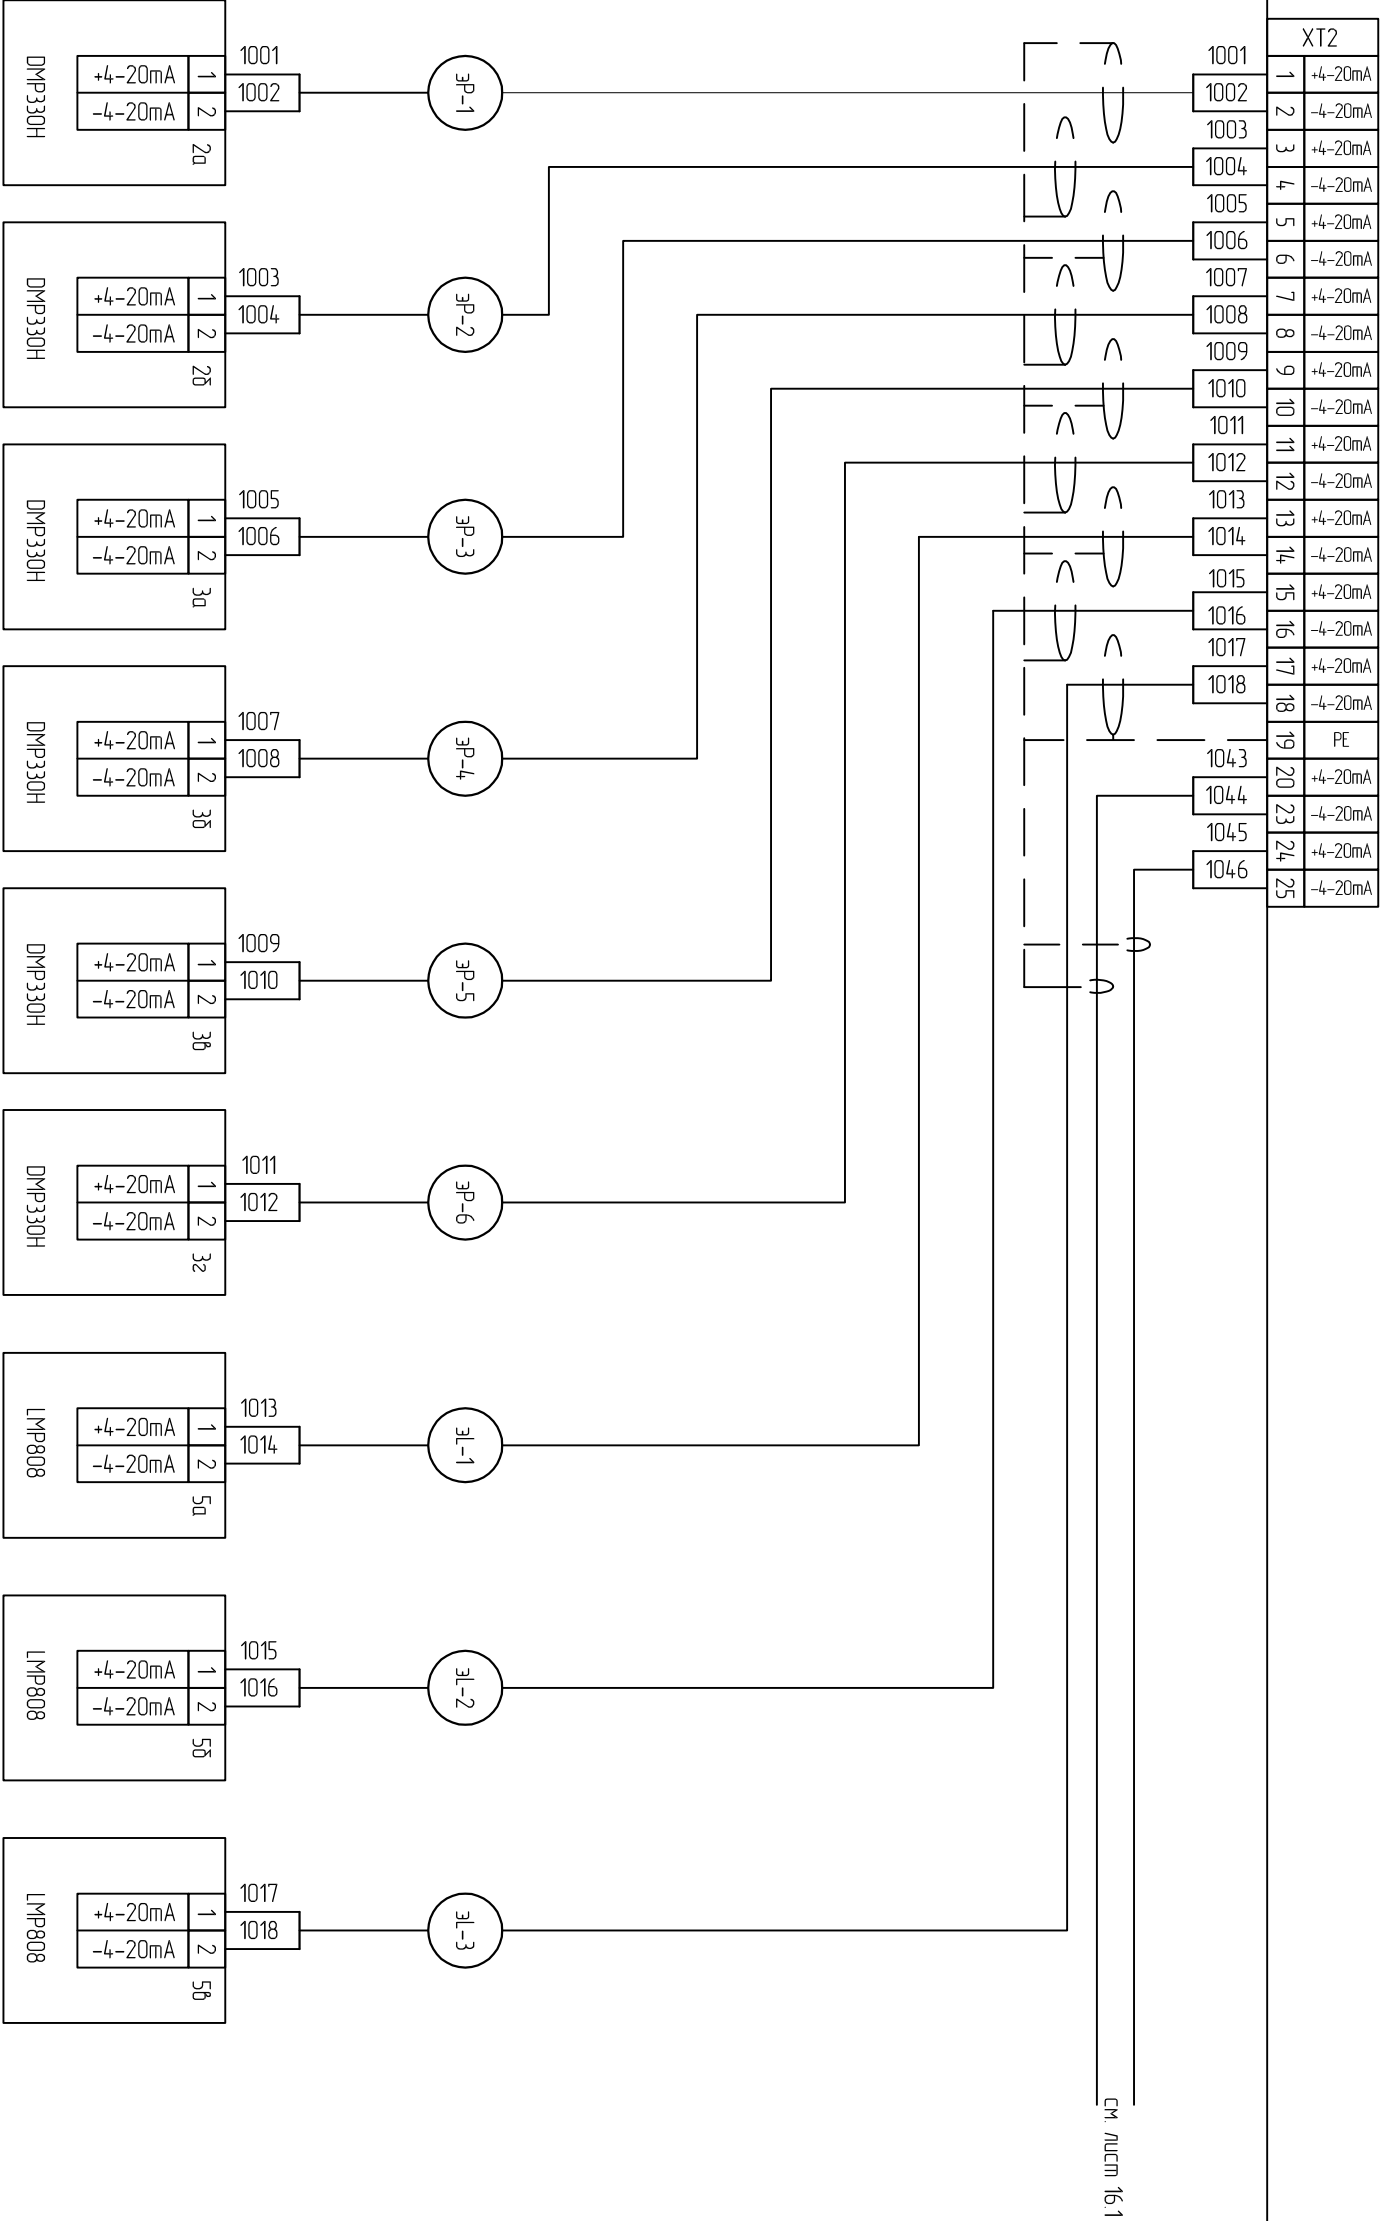 DMP330H
+4-20mA 1
-4-20mA 2
2а
1001
1002
эР-1
DMP330H
+4-20mA 1
-4-20mA 2
2б
1003
1004
эР-2
DMP330H
+4-20mA 1
-4-20mA 2
3а
1005
1006
эР-3
DMP330H
+4-20mA 1
-4-20mA 2
3б
1007
1008
эР-4
DMP330H
+4-20mA 1
-4-20mA 2
3в
1009
1010
эР-5
DMP330H
+4-20mA 1
-4-20mA 2
3г
1011
1012
эР-6
LMP808
+4-20mA 1
-4-20mA 2
5а
1013
1014
эL-1
LMP808
+4-20mA 1
-4-20mA 2
5б
1015
1016
эL-2
LMP808
+4-20mA 1
-4-20mA 2
5в
1017
1018
эL-3
XT2
1001
1 +4-20mA
1002
2 -4-20mA
1003
3 +4-20mA
1004
4 -4-20mA
1005
5 +4-20mA
1006
6 -4-20mA
1007
7 +4-20mA
1008
8 -4-20mA
1009
9 +4-20mA
1010
10 -4-20mA
1011
11 +4-20mA
1012
12 -4-20mA
1013
13 +4-20mA
1014
14 -4-20mA
1015
15 +4-20mA
1016
16 -4-20mA
1017
17 +4-20mA
1018
18 -4-20mA
19 PE
1043
20 +4-20mA
1044
23 -4-20mA
1045
24 +4-20mA
1046
25 -4-20mA
см. лист 16.1